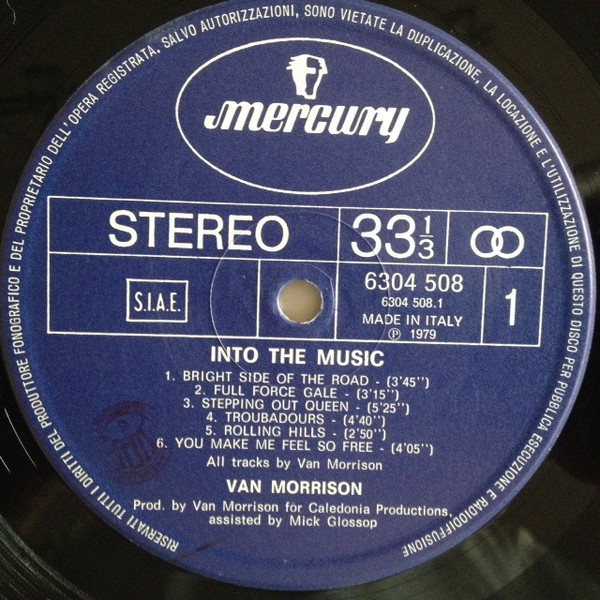 RISERVATI TUTTI I DIRITTI DEL PRODUTTORE FONOGRAFICO E DEL PROPRIETARIO DELL'OPERA REGISTRATA, SALVO AUTORIZZAZIONI, SONO VIETATE LA DUPLICAZIONE, LA LOCAZIONE E L'UTILIZZAZIONE DI QUESTO DISCO PER PUBBLICA ESECUZIONE E RADIODIFFUSIONE
mercury
STEREO 33 1/3
S.I.A.E.
6304 508
6304 508.1
MADE IN ITALY
℗ 1979
1
INTO THE MUSIC
1. BRIGHT SIDE OF THE ROAD - (3'45'')
2. FULL FORCE GALE - (3'15'')
3. STEPPING OUT QUEEN - (5'25'')
4. TROUBADOURS - (4'40'')
5. ROLLING HILLS - (2'50'')
6. YOU MAKE ME FEEL SO FREE - (4'05'')
All tracks by Van Morrison
VAN MORRISON
Prod. by Van Morrison for Caledonia Productions,
assisted by Mick Glossop